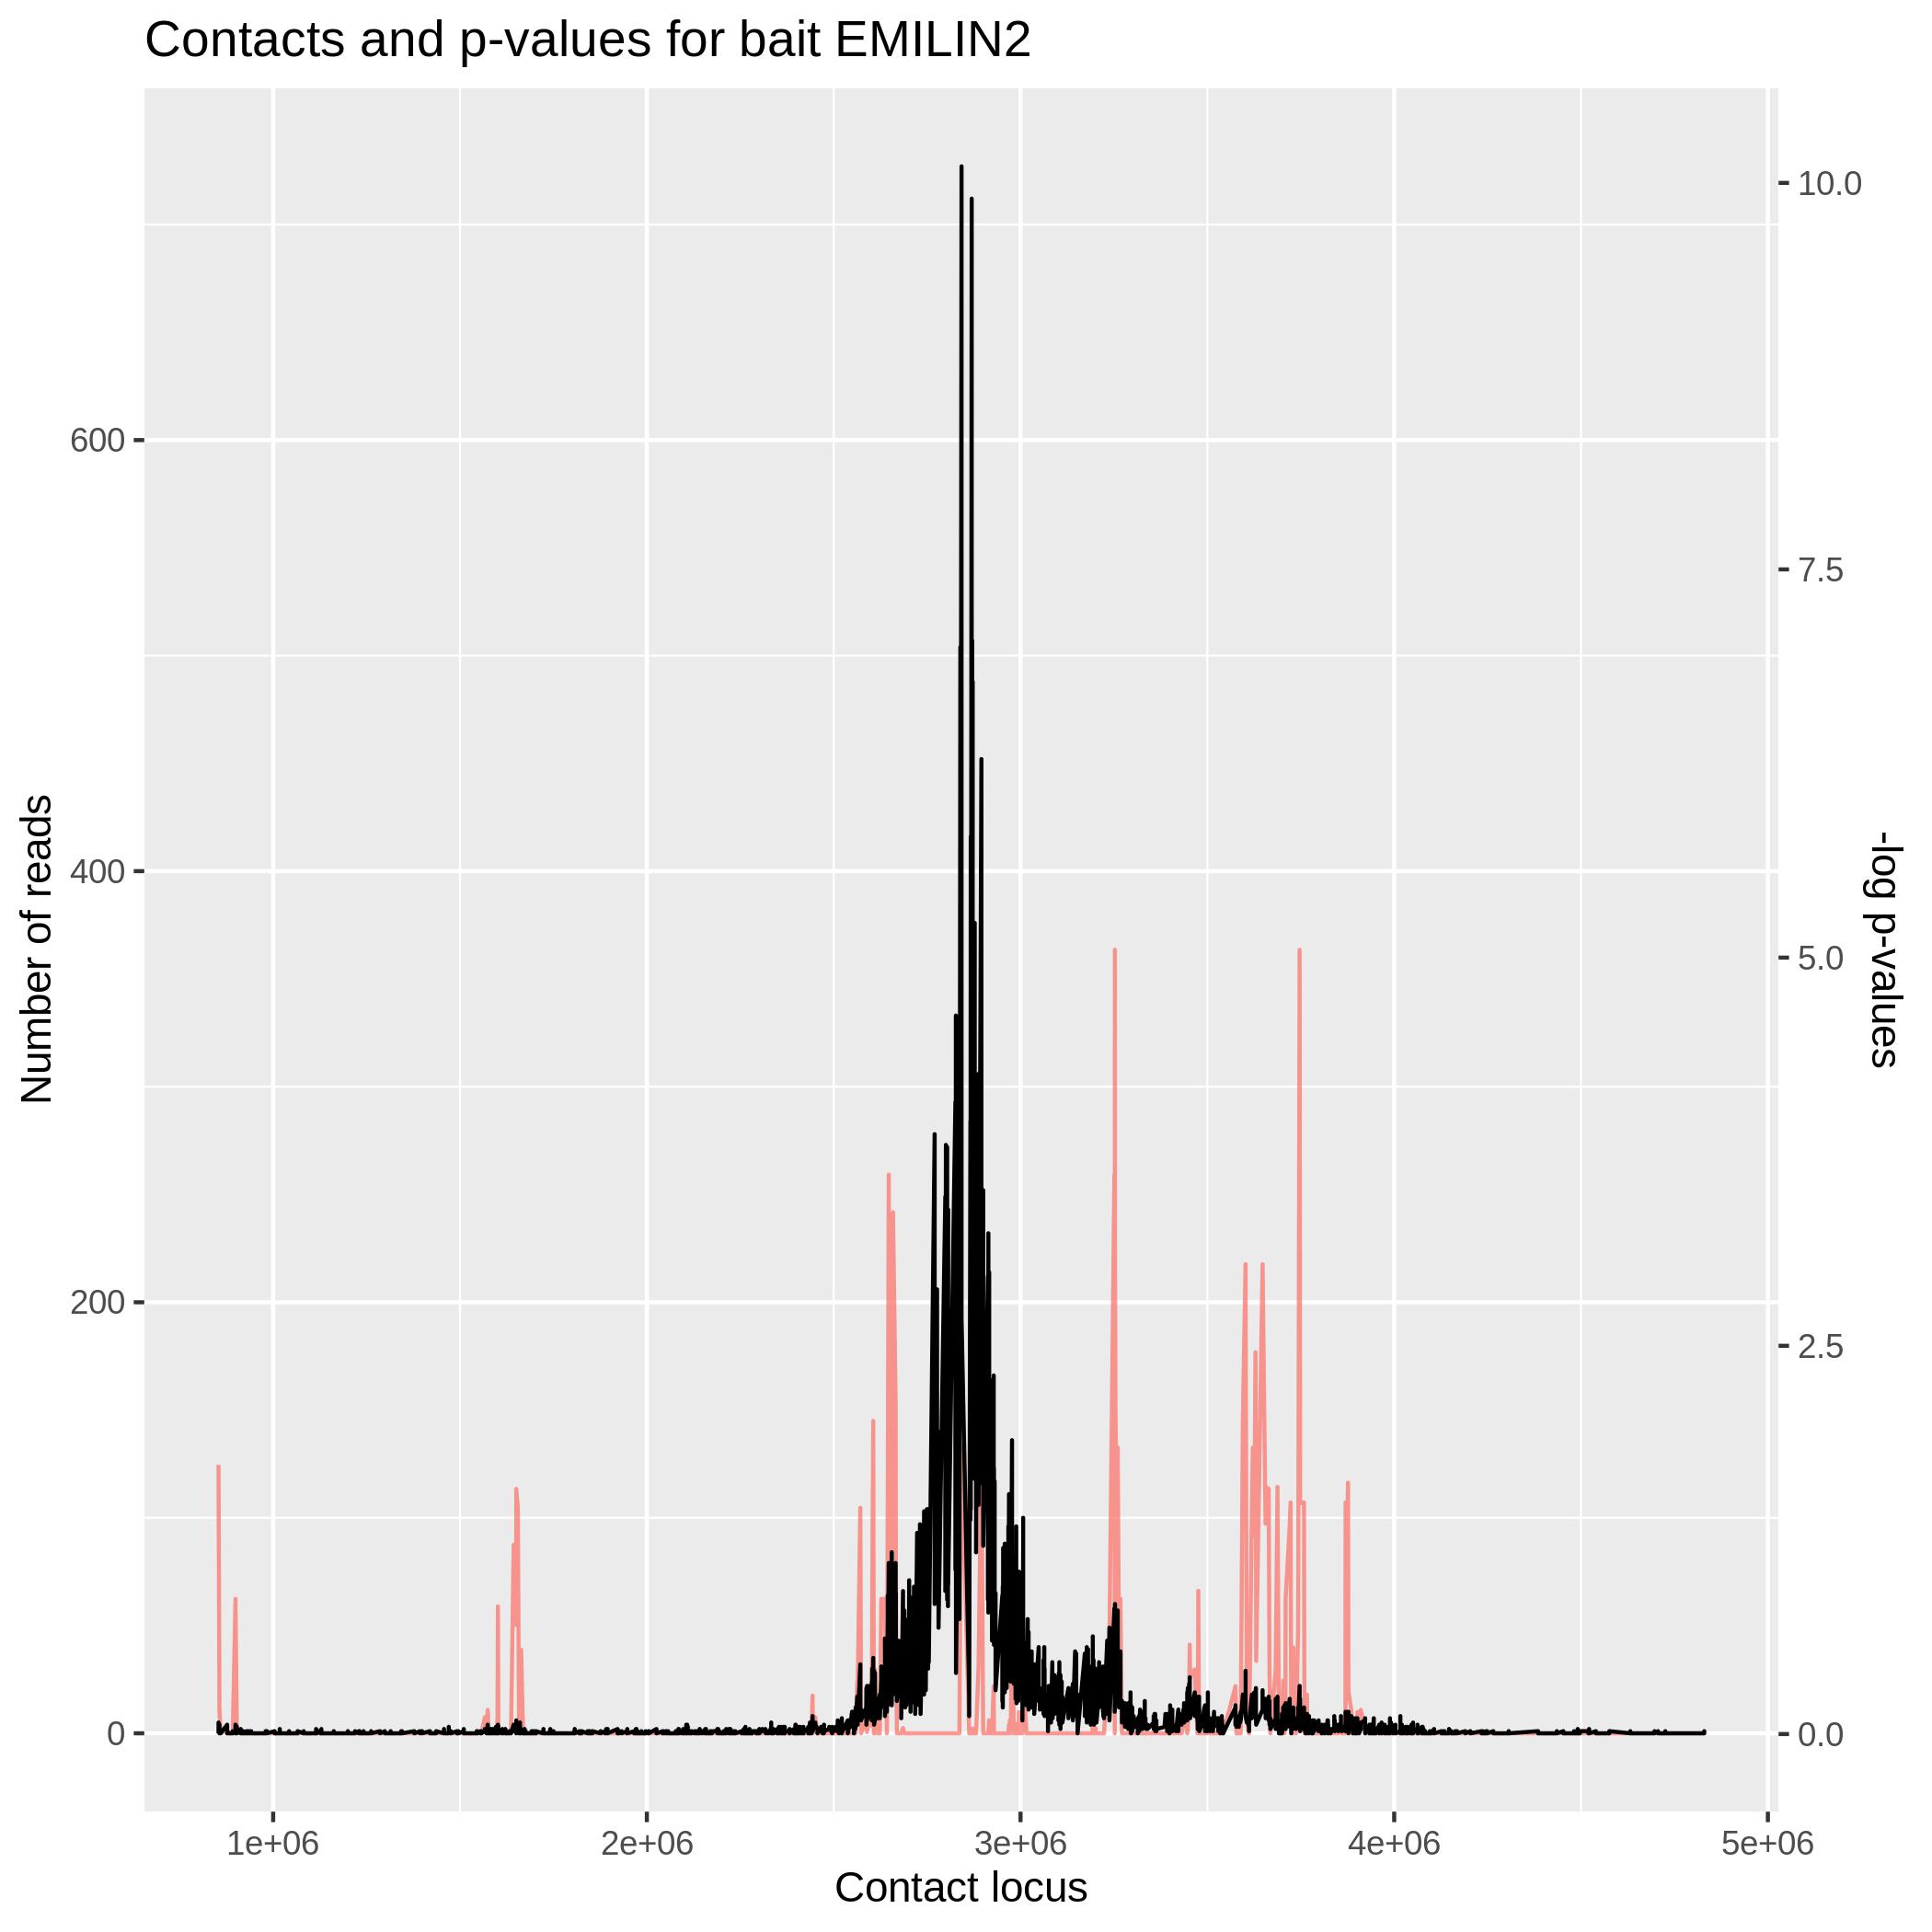 Contacts and p-values for bait EMILIN2
Number of reads
600
400
200
0
10.0
7.5
5.0
2.5
0.0
-log p-values
1e+06
2e+06
3e+06
4e+06
5e+06
Contact locus